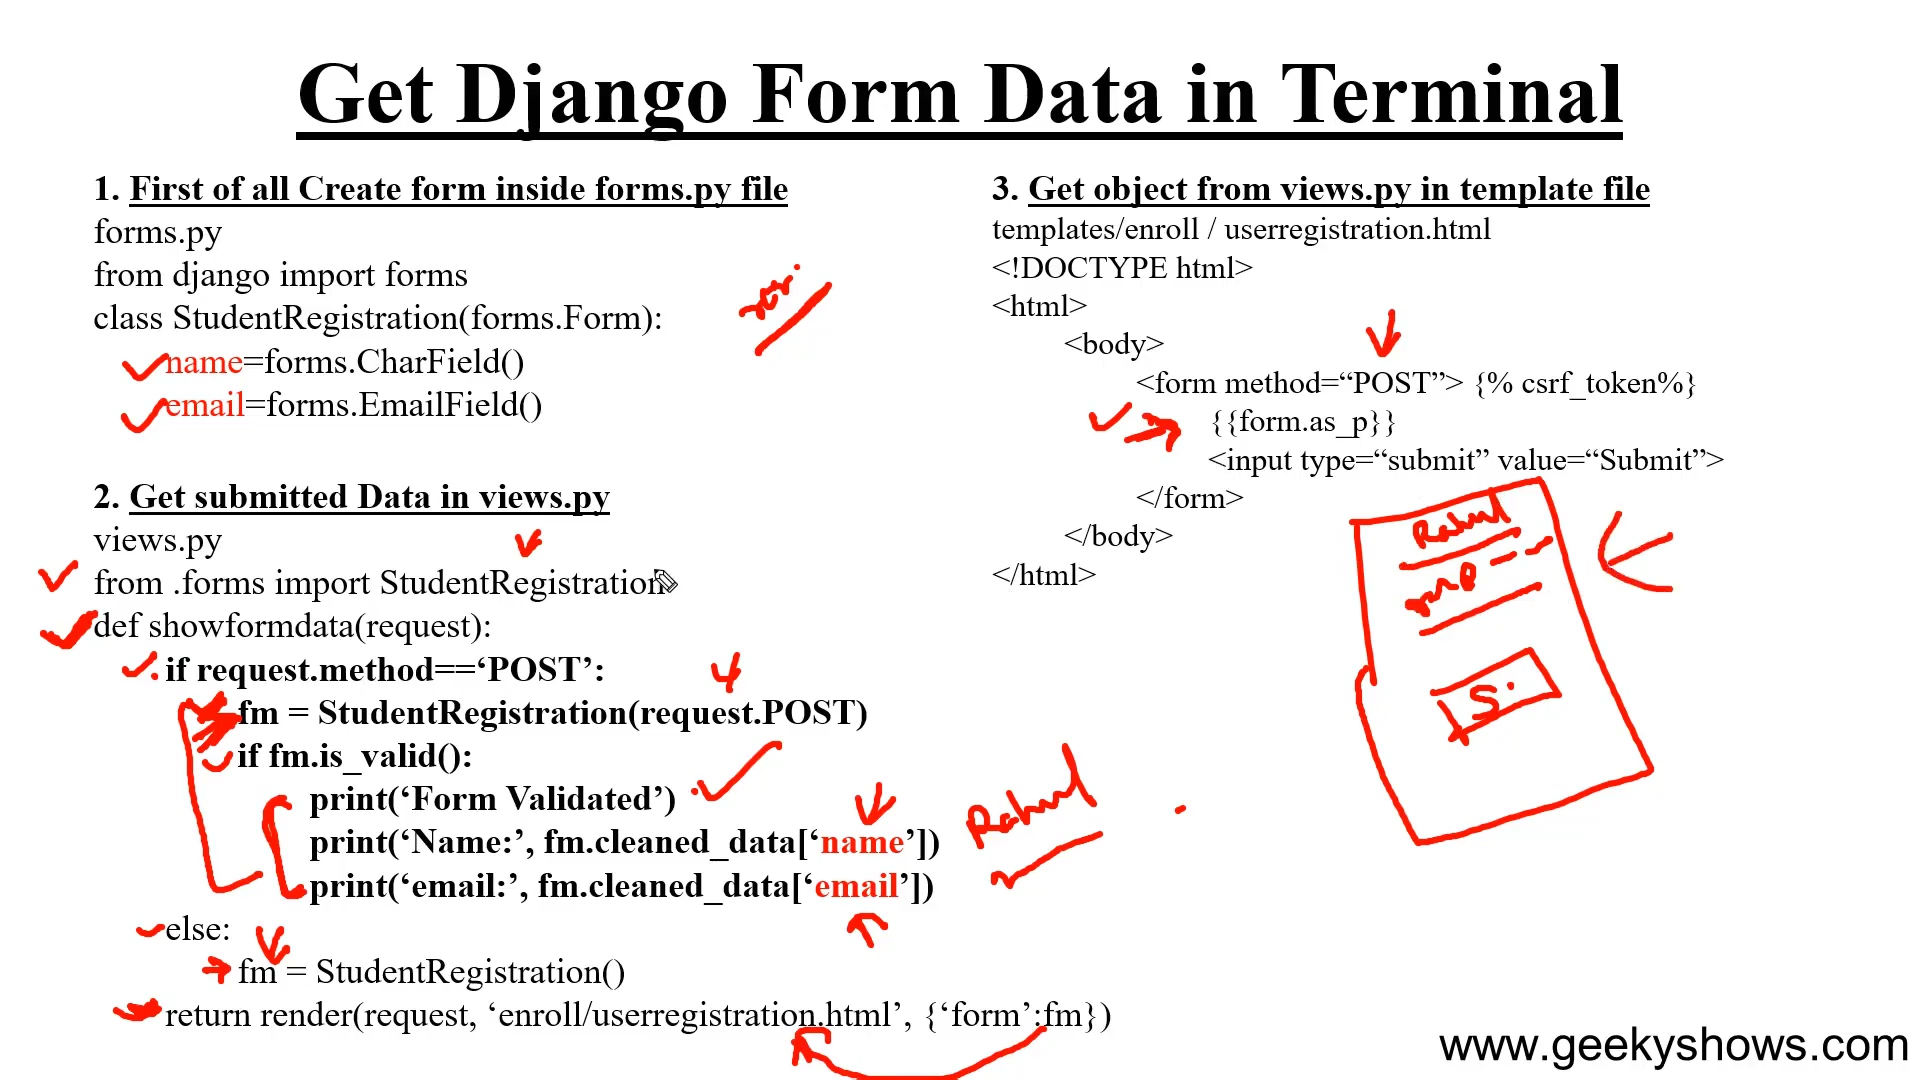 Get Django Form Data in Terminal
1. First of all Create form inside forms.py file
forms.py
from django import forms
class StudentRegistration(forms.Form):
name=forms.CharField()
email=forms.EmailField()
2. Get submitted Data in views.py
views.py
from .forms import StudentRegistration
def showformdata(request):
if request.method==‘POST’:
fm = StudentRegistration(request.POST)
if fm.is_valid():
print(‘Form Validated’)
print(‘Name:’, fm.cleaned_data[‘name’])
print(‘email:’, fm.cleaned_data[‘email’])
Rahul
else:
fm = StudentRegistration()
return render(request, ‘enroll/userregistration.html’, {‘form’:fm})
3. Get object from views.py in template file
templates/enroll / userregistration.html
<!DOCTYPE html>
<html>
<body>
<form method=“POST”> {% csrf_token%}
{{form.as_p}}
<input type=“submit” value=“Submit”>
</form>
</body>
</html>
Rahul
S
www.geekyshows.com